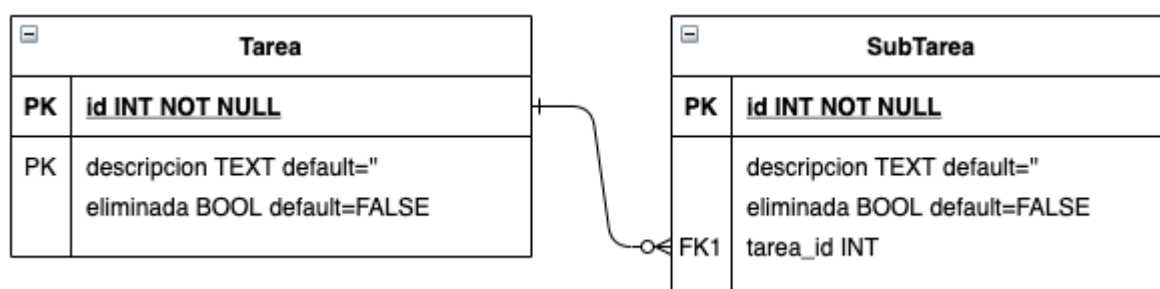 Tarea
PK id INT NOT NULL
PK descripcion TEXT default=''
eliminada BOOL default=FALSE
SubTarea
PK id INT NOT NULL
descripcion TEXT default=''
eliminada BOOL default=FALSE
FK1 tarea_id INT